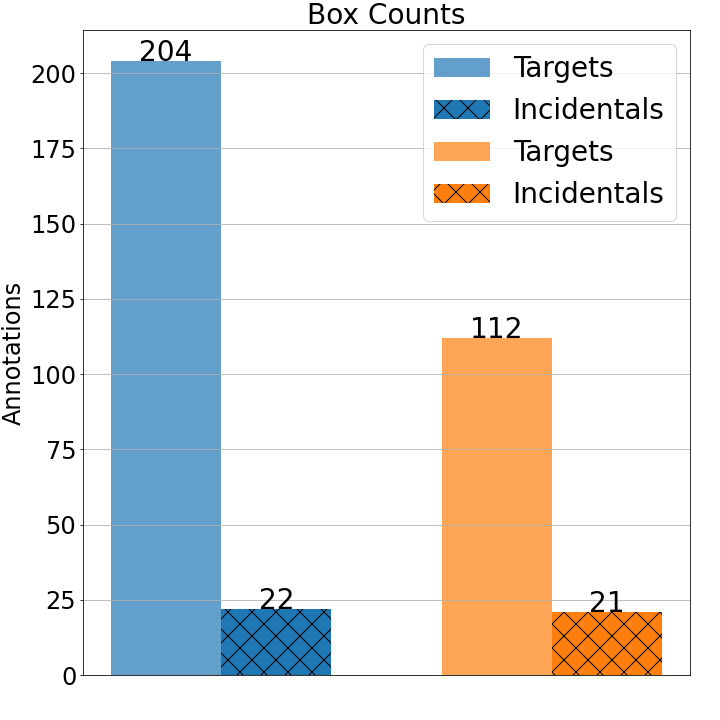 Box Counts
204
Targets
Incidentals
Targets
Incidentals
112
22
21
Annotations
200
175
150
125
100
75
50
25
0